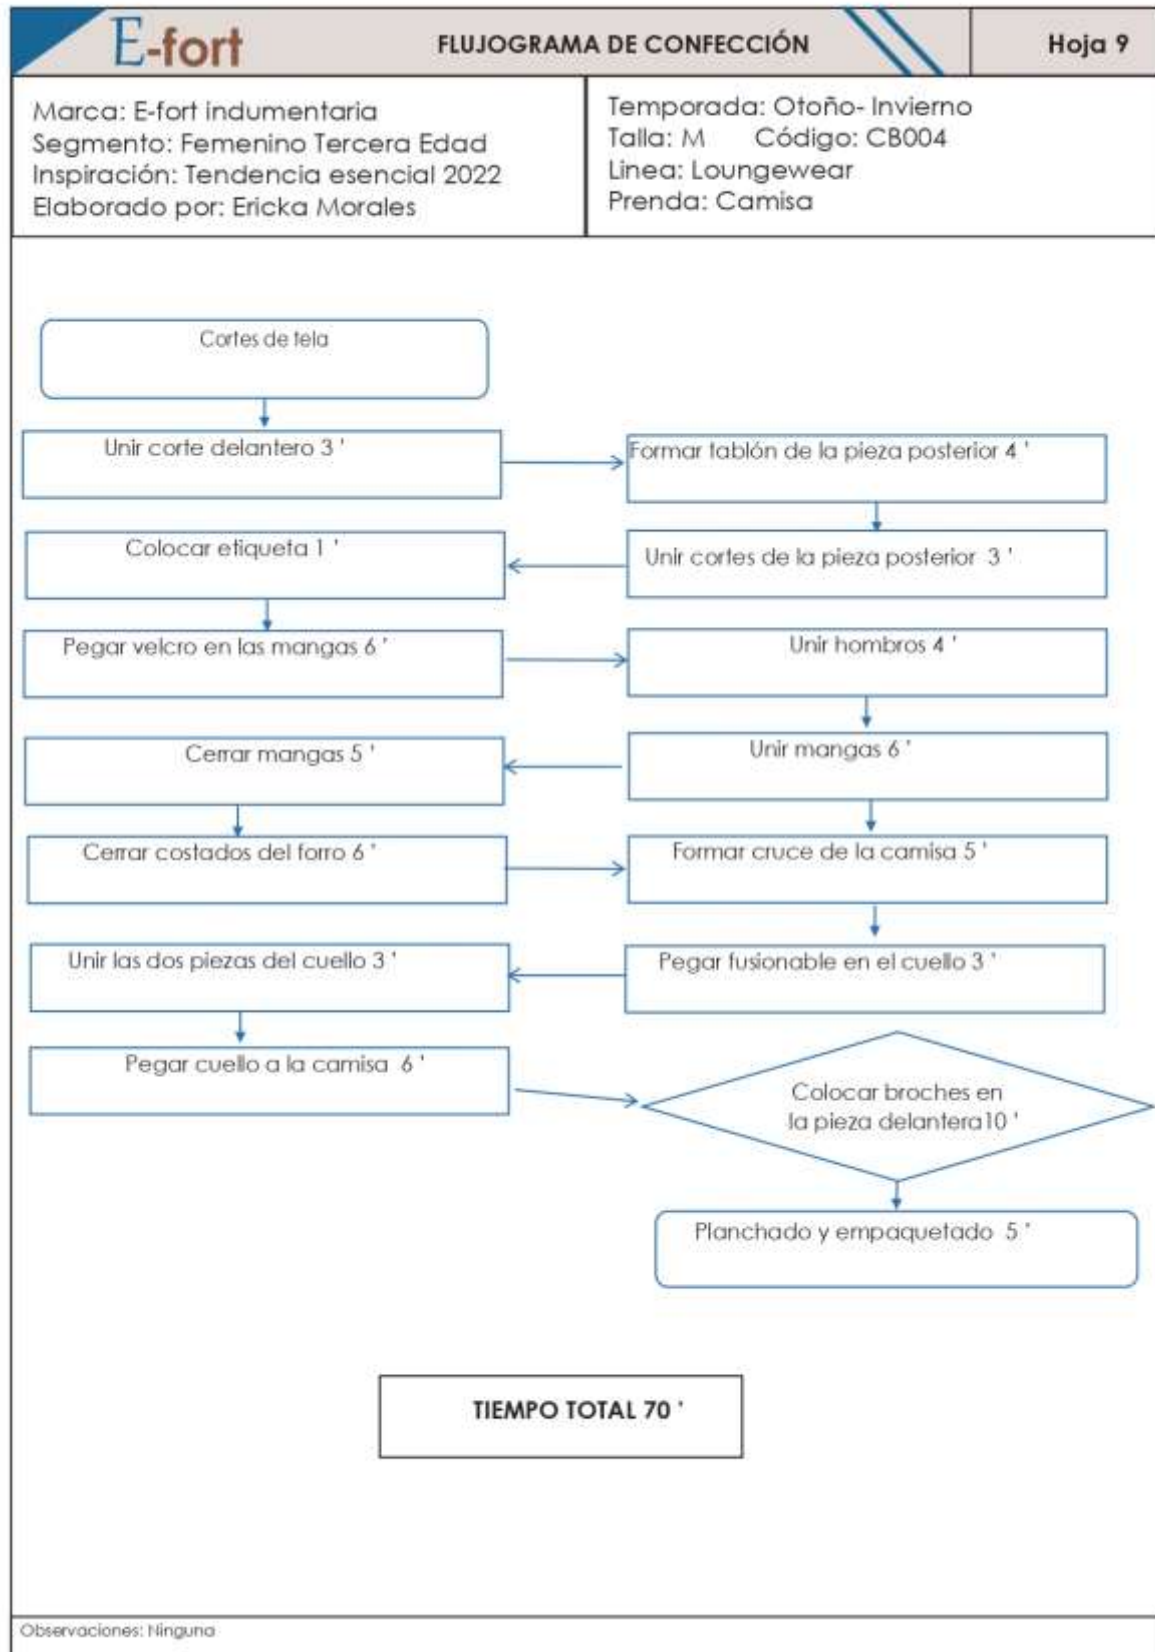 E-fort
FLUJOGRAMA DE CONFECCIÓN
Hoja 9
Marca: E-fort indumentaria
Segmento: Femenino Tercera Edad
Inspiración: Tendencia esencial 2022
Elaborado por: Ericka Morales
Temporada: Otoño- Invierno
Talla: M Código: CB004
Linea: Loungewear
Prenda: Camisa
Cortes de tela
Unir corte delantero 3 '
Formar tablón de la pieza posterior 4 '
Unir cortes de la pieza posterior 3 '
Colocar etiqueta 1 '
Pegar velcro en las mangas 6 '
Unir hombros 4 '
Unir mangas 6 '
Cerrar mangas 5 '
Cerrar costados del forro 6 '
Formar cruce de la camisa 5 '
Pegar fusionable en el cuello 3 '
Unir las dos piezas del cuello 3 '
Pegar cuello a la camisa 6 '
Colocar broches en
la pieza delantera10 '
Planchado y empaquetado 5 '
TIEMPO TOTAL 70 '
Observaciones: Ninguna